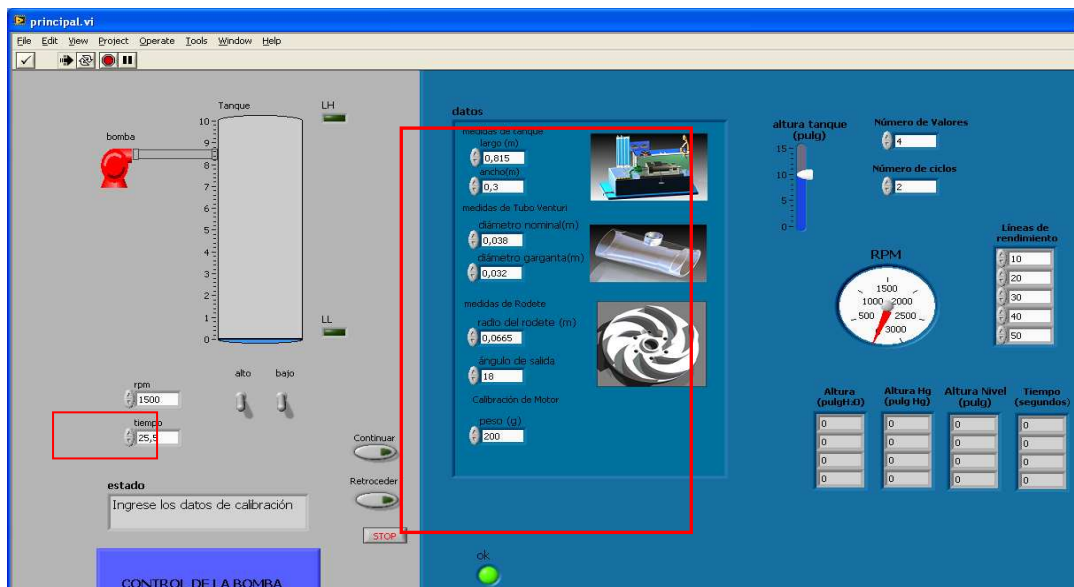 principal.vi
File Edit View Project Operate Tools Window Help
Tanque
LH
bomba
10
9
8
7
6
5
4
3
2
1
0
LL
alto bajo
rpm
1500
tiempo
25,5
Continuar
Retroceder
estado
Ingrese los datos de calibración
STOP
CONTROL DE LA BOMBA
datos
medidas de tanque
largo (m)
0,815
ancho(m)
0,3
medidas de Tubo Venturi
diámetro nominal(m)
0,038
diámetro garganta(m)
0,032
medidas de Rodete
radio del rodete (m)
0,0665
ángulo de salida
18
Calibración de Motor
peso (g)
200
ok
altura tanque
(pulg)
15
10
5
0
Número de Valores
4
Número de ciclos
2
RPM
500 1000 1500 2000 2500 3000
Líneas de
rendimiento
10
20
30
40
50
Altura
(pulgH₂O)
0
0
0
0
Altura Hg
(pulg Hg)
0
0
0
0
Altura Nivel
(pulg)
0
0
0
0
Tiempo
(segundos)
0
0
0
0